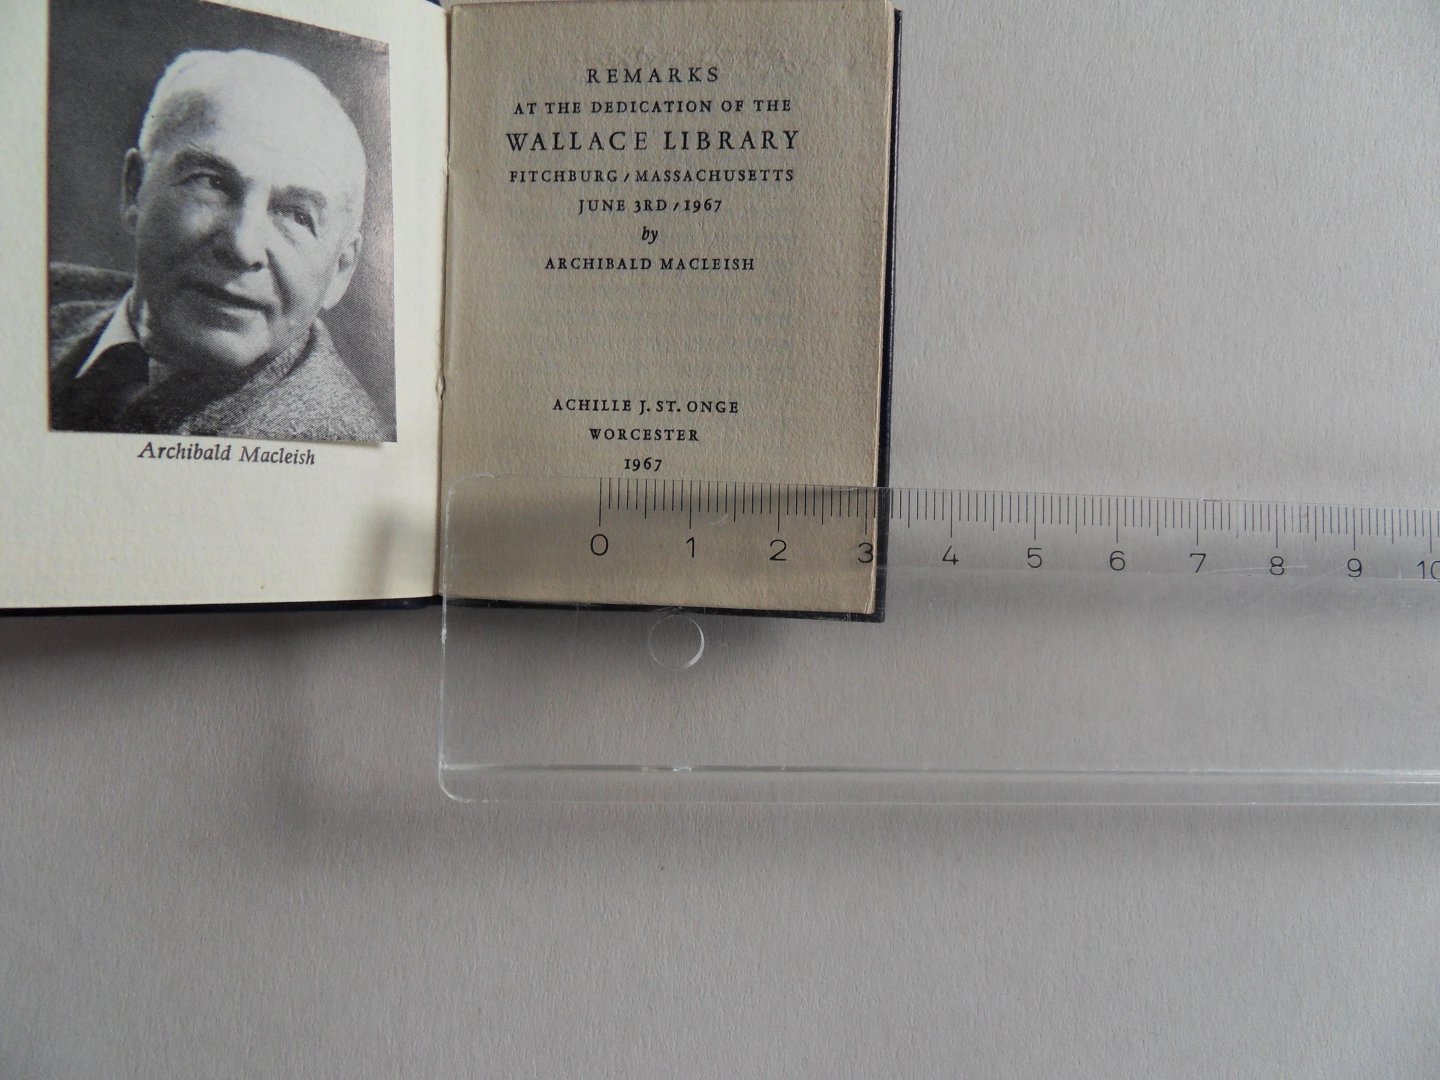 Archibald Macleish
REMARKS
AT THE DEDICATION OF THE
WALLACE LIBRARY
FITCHBURG / MASSACHUSETTS
JUNE 3RD / 1967
by
ARCHIBALD MACLEISH
ACHILLE J. ST. ONGE
WORCESTER
1967
0 1 2 3 4 5 6 7 8 9 10